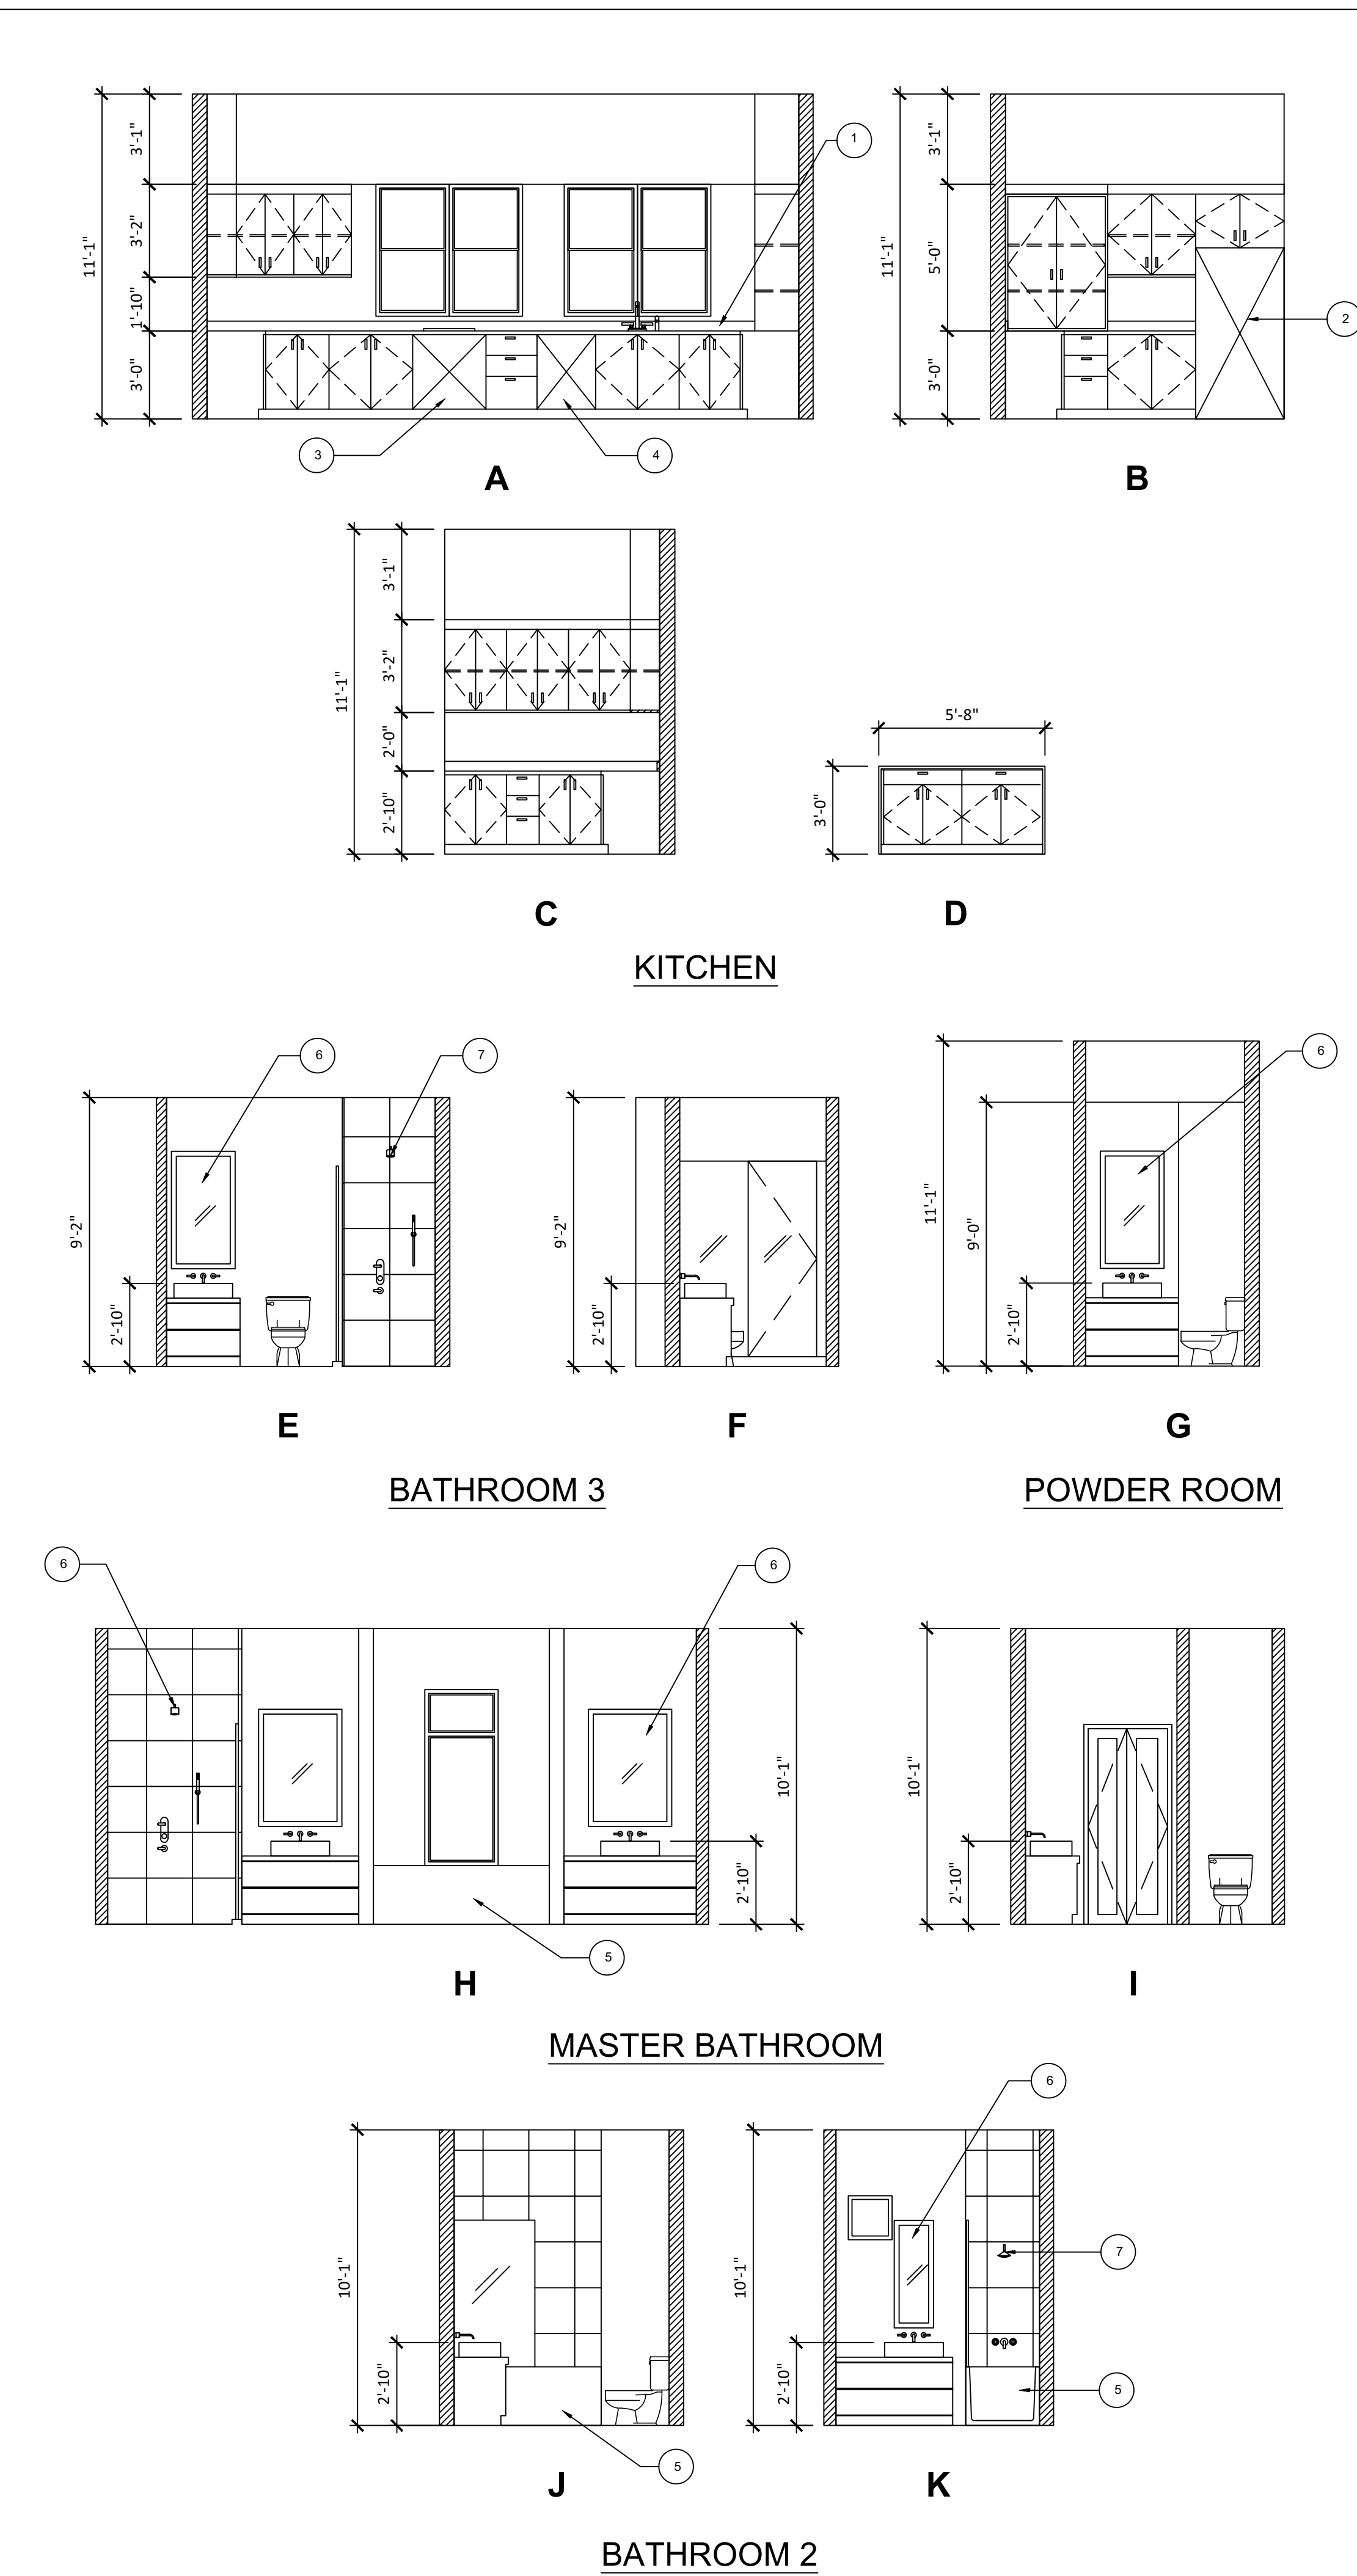 11'-1"
3'-1"
3'-2"
1'-10"
3'-0"
1
3
4
A
11'-1"
3'-1"
5'-0"
3'-0"
2
B
11'-1"
3'-1"
3'-2"
2'-0"
2'-10"
C
5'-8"
3'-0"
D
KITCHEN
6
7
9'-2"
2'-10"
E
9'-2"
2'-10"
F
BATHROOM 3
6
11'-1"
9'-0"
2'-10"
G
POWDER ROOM
6
6
10'-1"
2'-10"
5
H
10'-1"
2'-10"
I
MASTER BATHROOM
10'-1"
2'-10"
5
J
6
7
10'-1"
2'-10"
5
K
BATHROOM 2